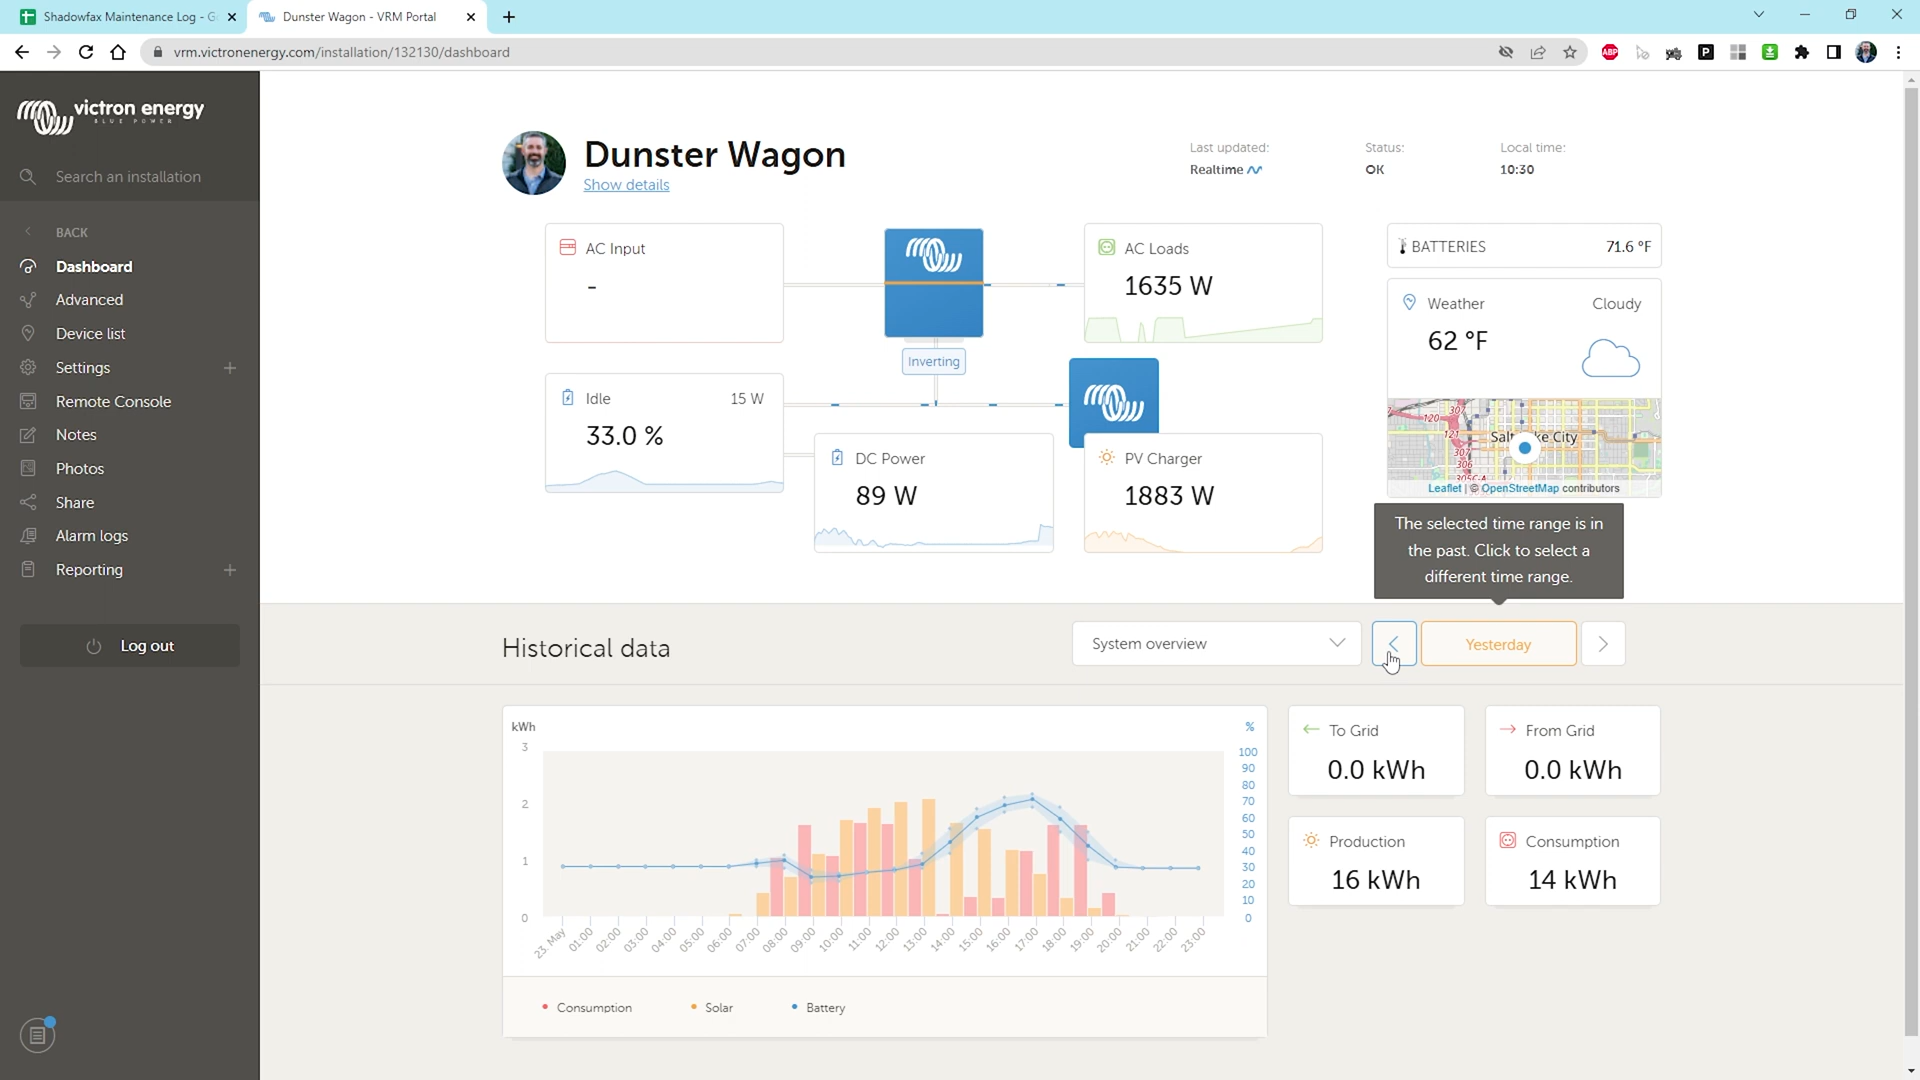 Shadowfax Maintenance Log - G
Dunster Wagon - VRM Portal
vrm.victronenergy.com/installation/132130/dashboard
ABP
P
victron energy
BLUE POWER
Search an installation
BACK
Dashboard
Advanced
Device list
Settings
Remote Console
Notes
Photos
Share
Alarm logs
Reporting
Log out
Dunster Wagon
Show details
Last updated:
Realtime
Status:
OK
Local time:
10:30
AC Input
-
AC Loads
1635 W
Inverting
Idle
15 W
33.0 %
DC Power
89 W
PV Charger
1883 W
BATTERIES
71.6 °F
Weather
Cloudy
62 °F
307
120
121
307
306
Leaflet | © OpenStreetMap contributors
The selected time range is in
the past. Click to select a
different time range.
Historical data
System overview
Yesterday
kWh
%
3
2
1
0
100
90
80
70
60
50
40
30
20
10
0
23. May
01:00
02:00
03:00
04:00
05:00
06:00
07:00
08:00
09:00
10:00
11:00
12:00
13:00
14:00
15:00
16:00
17:00
18:00
19:00
20:00
21:00
22:00
23:00
Consumption
Solar
Battery
To Grid
0.0 kWh
From Grid
0.0 kWh
Production
16 kWh
Consumption
14 kWh